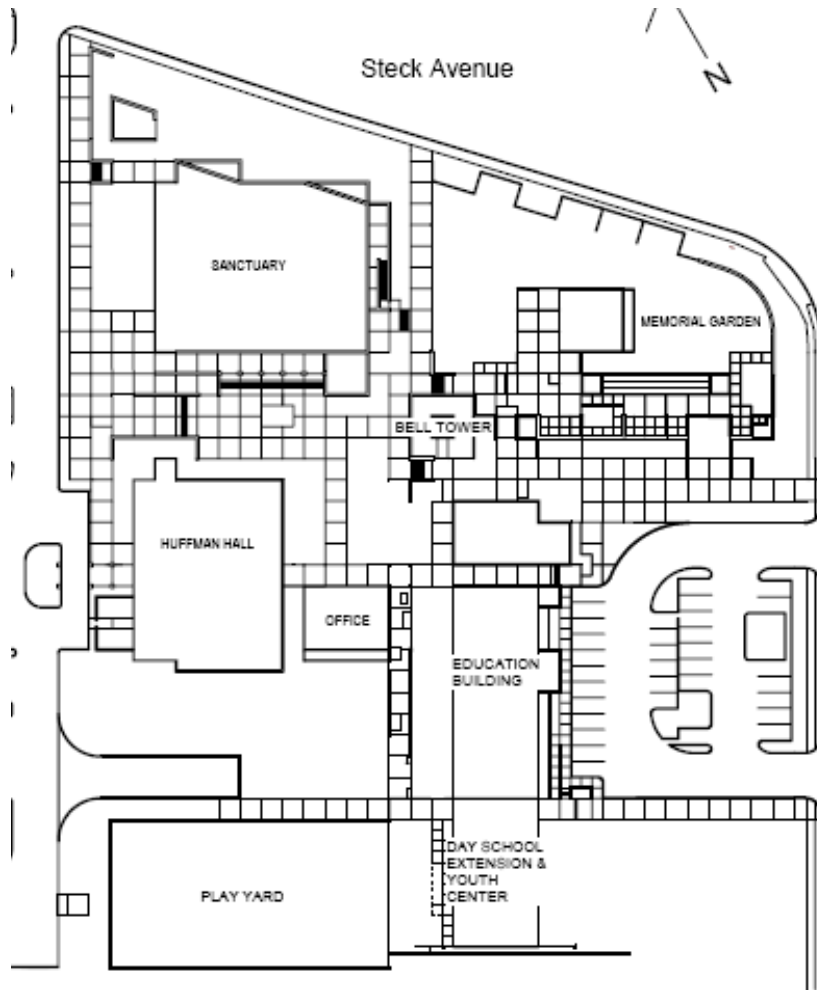 Steck Avenue
N
SANCTUARY
MEMORIAL GARDEN
BELL TOWER
HUFFMAN HALL
OFFICE
EDUCATION
BUILDING
DAY SCHOOL
EXTENSION &
YOUTH
CENTER
PLAY YARD